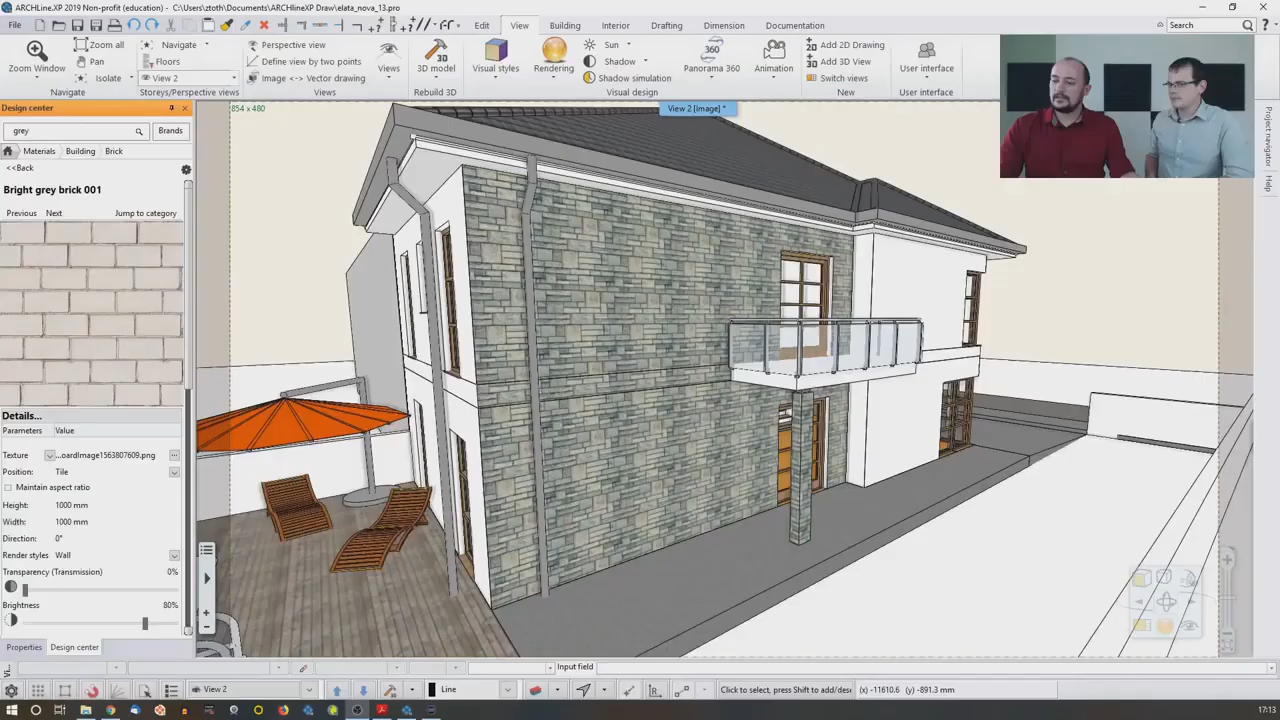 ARCHLine.XP 2019 Non-profit (education) - C:\Users\ztoth\Documents\ARCHlineXP Draw\elata_nova_13.pro
File
Edit
View
Building
Interior
Drafting
Dimension
Documentation
Search
Zoom Window
Zoom all
Pan
Isolate
Navigate
Navigate
Floors
View 2
Storeys/Perspective views
Perspective view
Define view by two points
Image <-> Vector drawing
Views
Views
3D model
Rebuild 3D
Visual styles
Rendering
Sun
Shadow
Shadow simulation
Panorama 360
Animation
Visual design
Add 2D Drawing
Add 3D View
Switch views
New
User interface
User interface
Design center
grey
Brands
Materials
Building
Brick
<<Back
Bright grey brick 001
Previous
Next
Jump to category
Details...
Parameters
Value
Texture
...oardImage1563807609.png
Position:
Tile
Maintain aspect ratio
Height:
1000 mm
Width:
1000 mm
Direction:
0°
Render styles
Wall
Transparency (Transmission)
0%
Brightness
80%
Properties
Design center
854 x 480
View 2 [Image] *
Project navigator
Help
Input field
View 2
Line
Click to select, press Shift to add/des
(x) -11610.6 (y) -891.3 mm
17:13